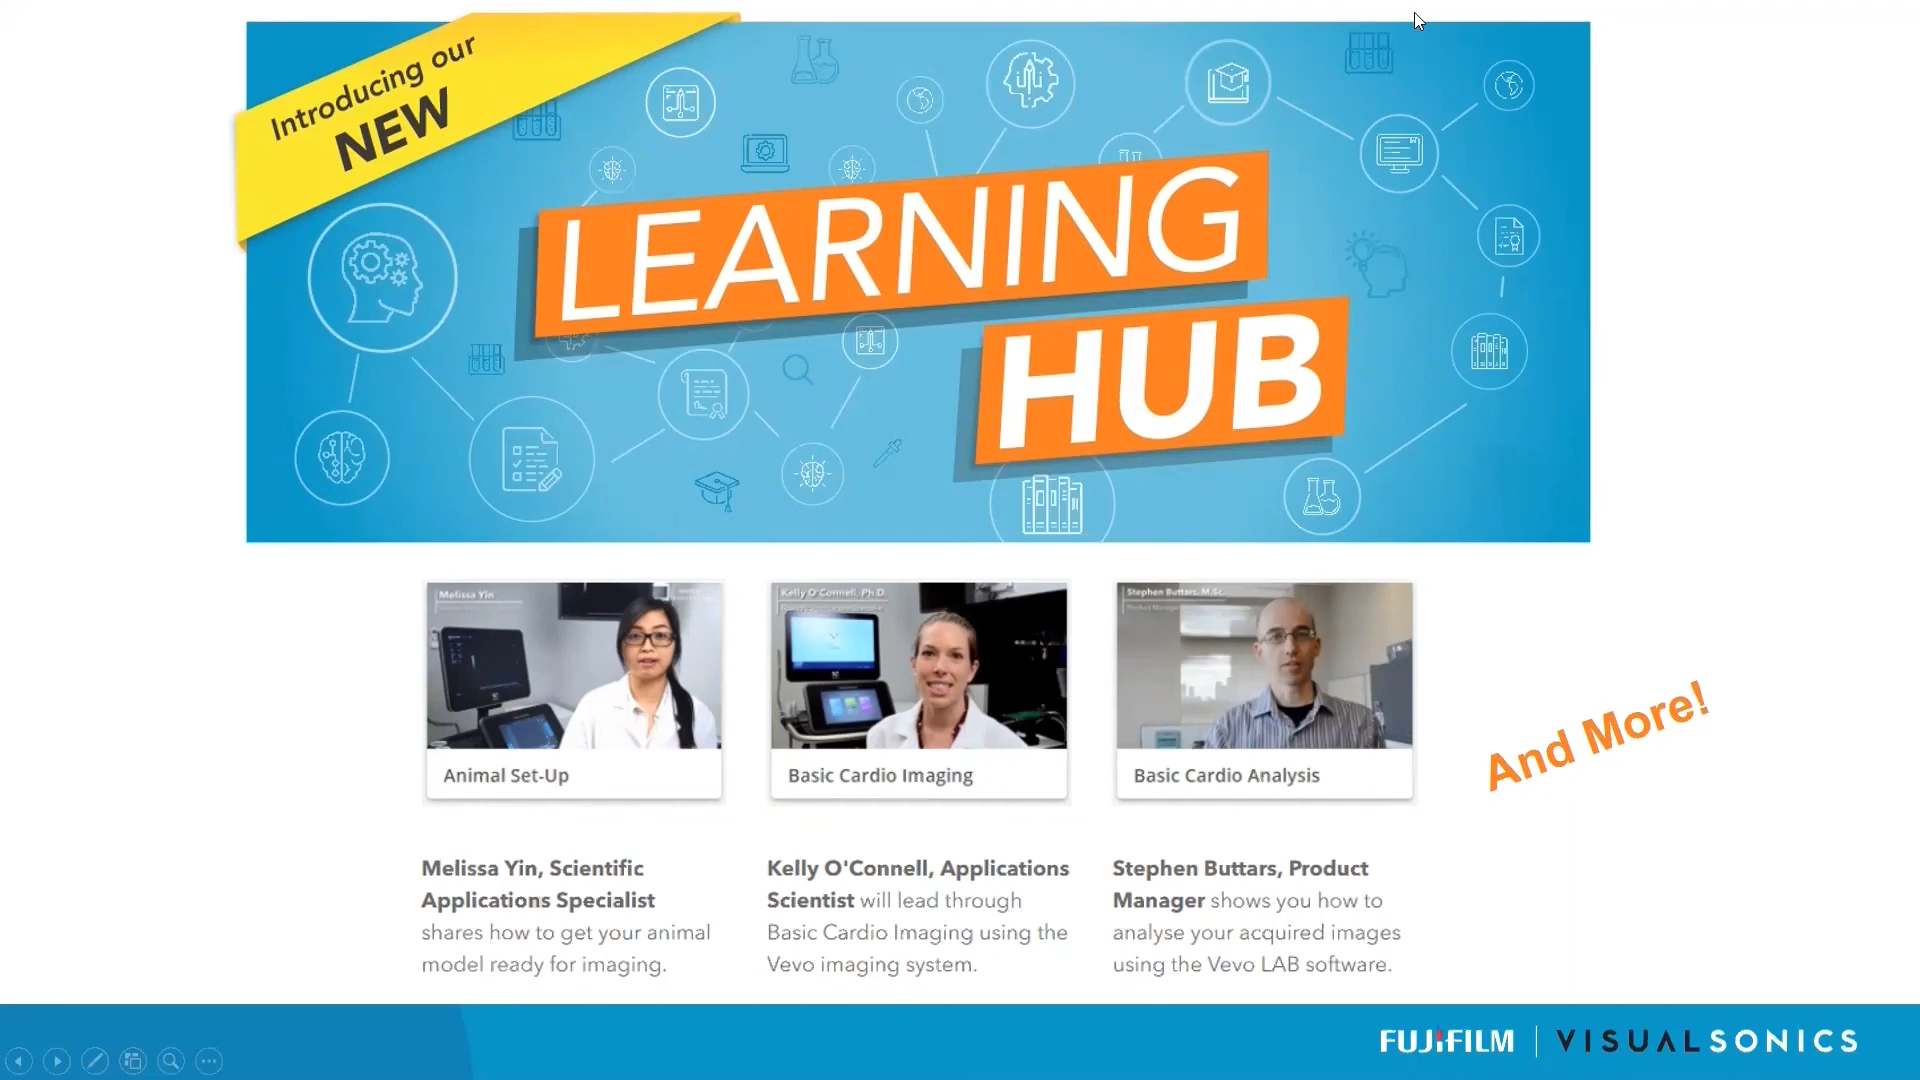 Introducing our
NEW
LEARNING
HUB
Melissa Yin
Kelly O'Connell, Ph.D.
Stephen Buttars, M.Sc.
Product Manager
Animal Set-Up
Basic Cardio Imaging
Basic Cardio Analysis
And More!
Melissa Yin, Scientific
Applications Specialist
shares how to get your animal
model ready for imaging.
Kelly O'Connell, Applications
Scientist will lead through
Basic Cardio Imaging using the
Vevo imaging system.
Stephen Buttars, Product
Manager shows you how to
analyse your acquired images
using the Vevo LAB software.
FUJIFILM
VISUALSONICS